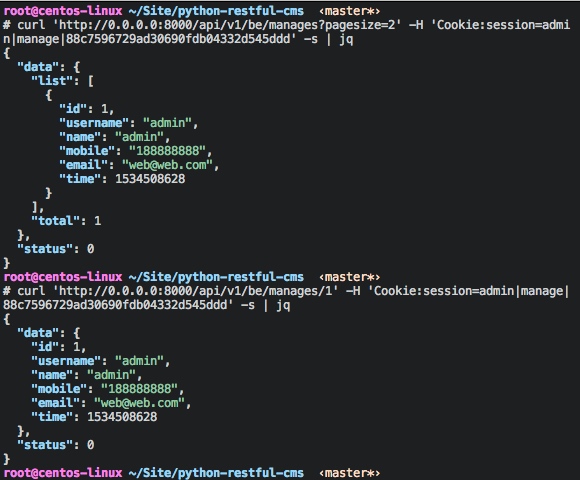 root@centos-linux ~/Site/python-restful-cms ‹master*›
# curl 'http://0.0.0.0:8000/api/v1/be/manages?pagesize=2' -H 'Cookie:session=admi
n|manage|88c7596729ad30690fdb04332d545ddd' -s | jq
{
  "data": {
    "list": [
      {
        "id": 1,
        "username": "admin",
        "name": "admin",
        "mobile": "188888888",
        "email": "web@web.com",
        "time": 1534508628
      }
    ],
    "total": 1
  },
  "status": 0
}
root@centos-linux ~/Site/python-restful-cms ‹master*›
# curl 'http://0.0.0.0:8000/api/v1/be/manages/1' -H 'Cookie:session=admin|manage|
88c7596729ad30690fdb04332d545ddd' -s | jq
{
  "data": {
    "id": 1,
    "username": "admin",
    "name": "admin",
    "mobile": "188888888",
    "email": "web@web.com",
    "time": 1534508628
  },
  "status": 0
}
root@centos-linux ~/Site/python-restful-cms ‹master*›